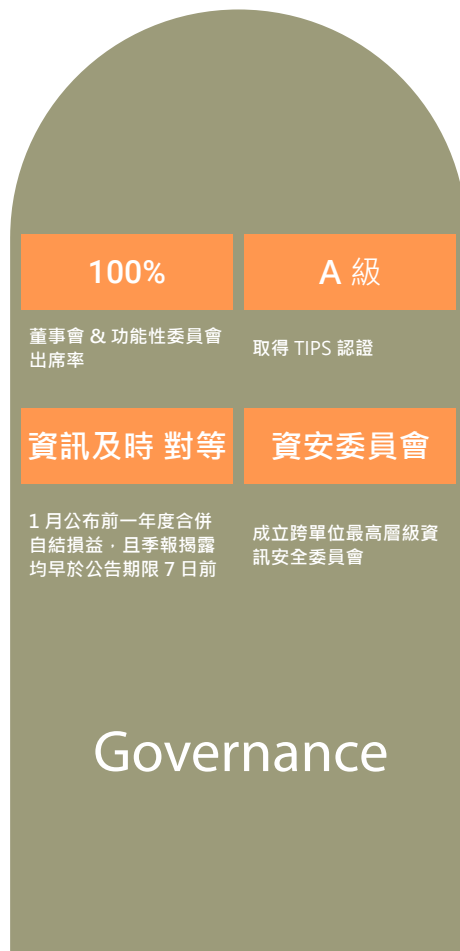 100%
A 級
董事會 & 功能性委員會
出席率
取得 TIPS 認證
資訊及時 對等
資安委員會
1 月公布前一年度合併
自結損益，且季報揭露
均早於公告期限 7 日前
成立跨單位最高層級資
訊安全委員會
Governance